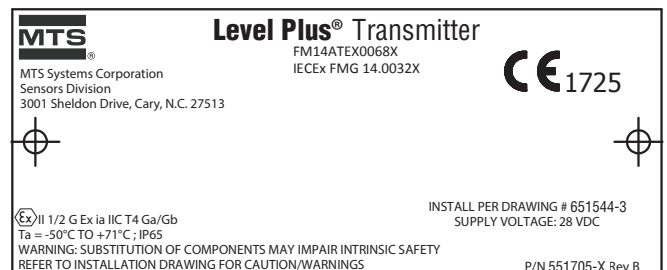 MTS
®
Level Plus® Transmitter
FM14ATEX0068X
IECEx FMG 14.0032X
CE 1725
MTS Systems Corporation
Sensors Division
3001 Sheldon Drive, Cary, N.C. 27513
Ex II 1/2 G Ex ia IIC T4 Ga/Gb
Ta = -50°C TO +71°C ; IP65
WARNING: SUBSTITUTION OF COMPONENTS MAY IMPAIR INTRINSIC SAFETY
REFER TO INSTALLATION DRAWING FOR CAUTION/WARNINGS
INSTALL PER DRAWING # 651544-3
SUPPLY VOLTAGE: 28 VDC
P/N 551705-X Rev B